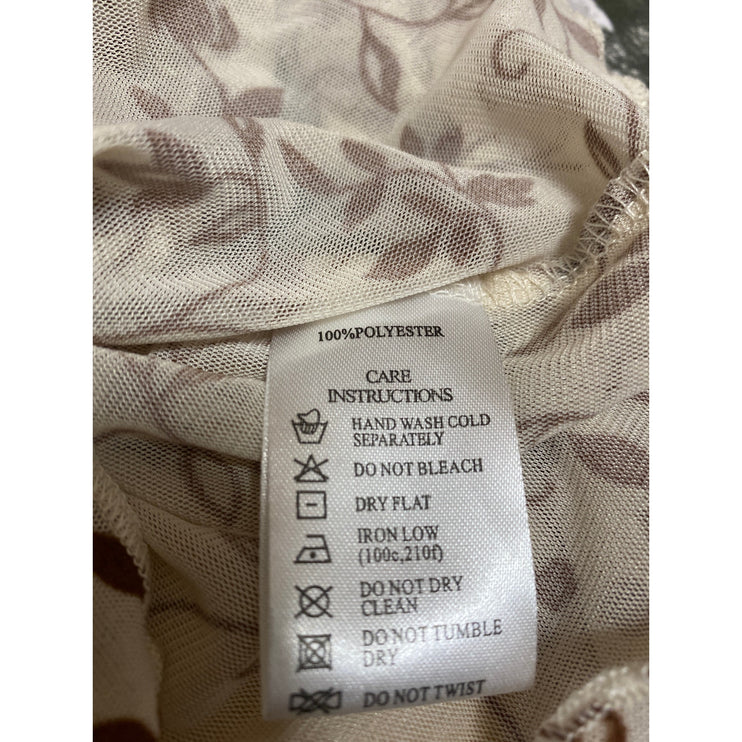 100%POLYESTER
CARE
INSTRUCTIONS
HAND WASH COLD
SEPARATELY
DO NOT BLEACH
DRY FLAT
IRON LOW
(100c,210f)
DO NOT DRY
CLEAN
DO NOT TUMBLE
DRY
DO NOT TWIST